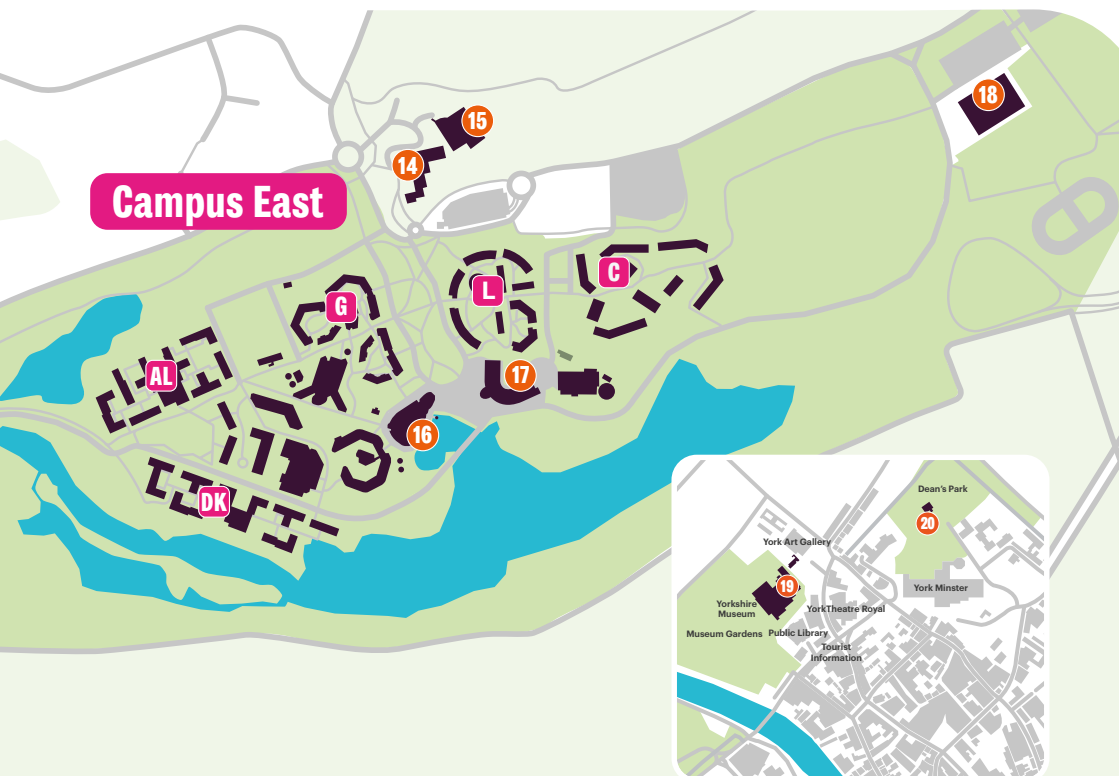 18
15
14
Campus East
C
L
G
17
AL
16
DK
Dean's Park
20
York Art Gallery
19
York Minster
Yorkshire
Museum
YorkTheatre Royal
Museum Gardens
Public Library
Tourist
Information